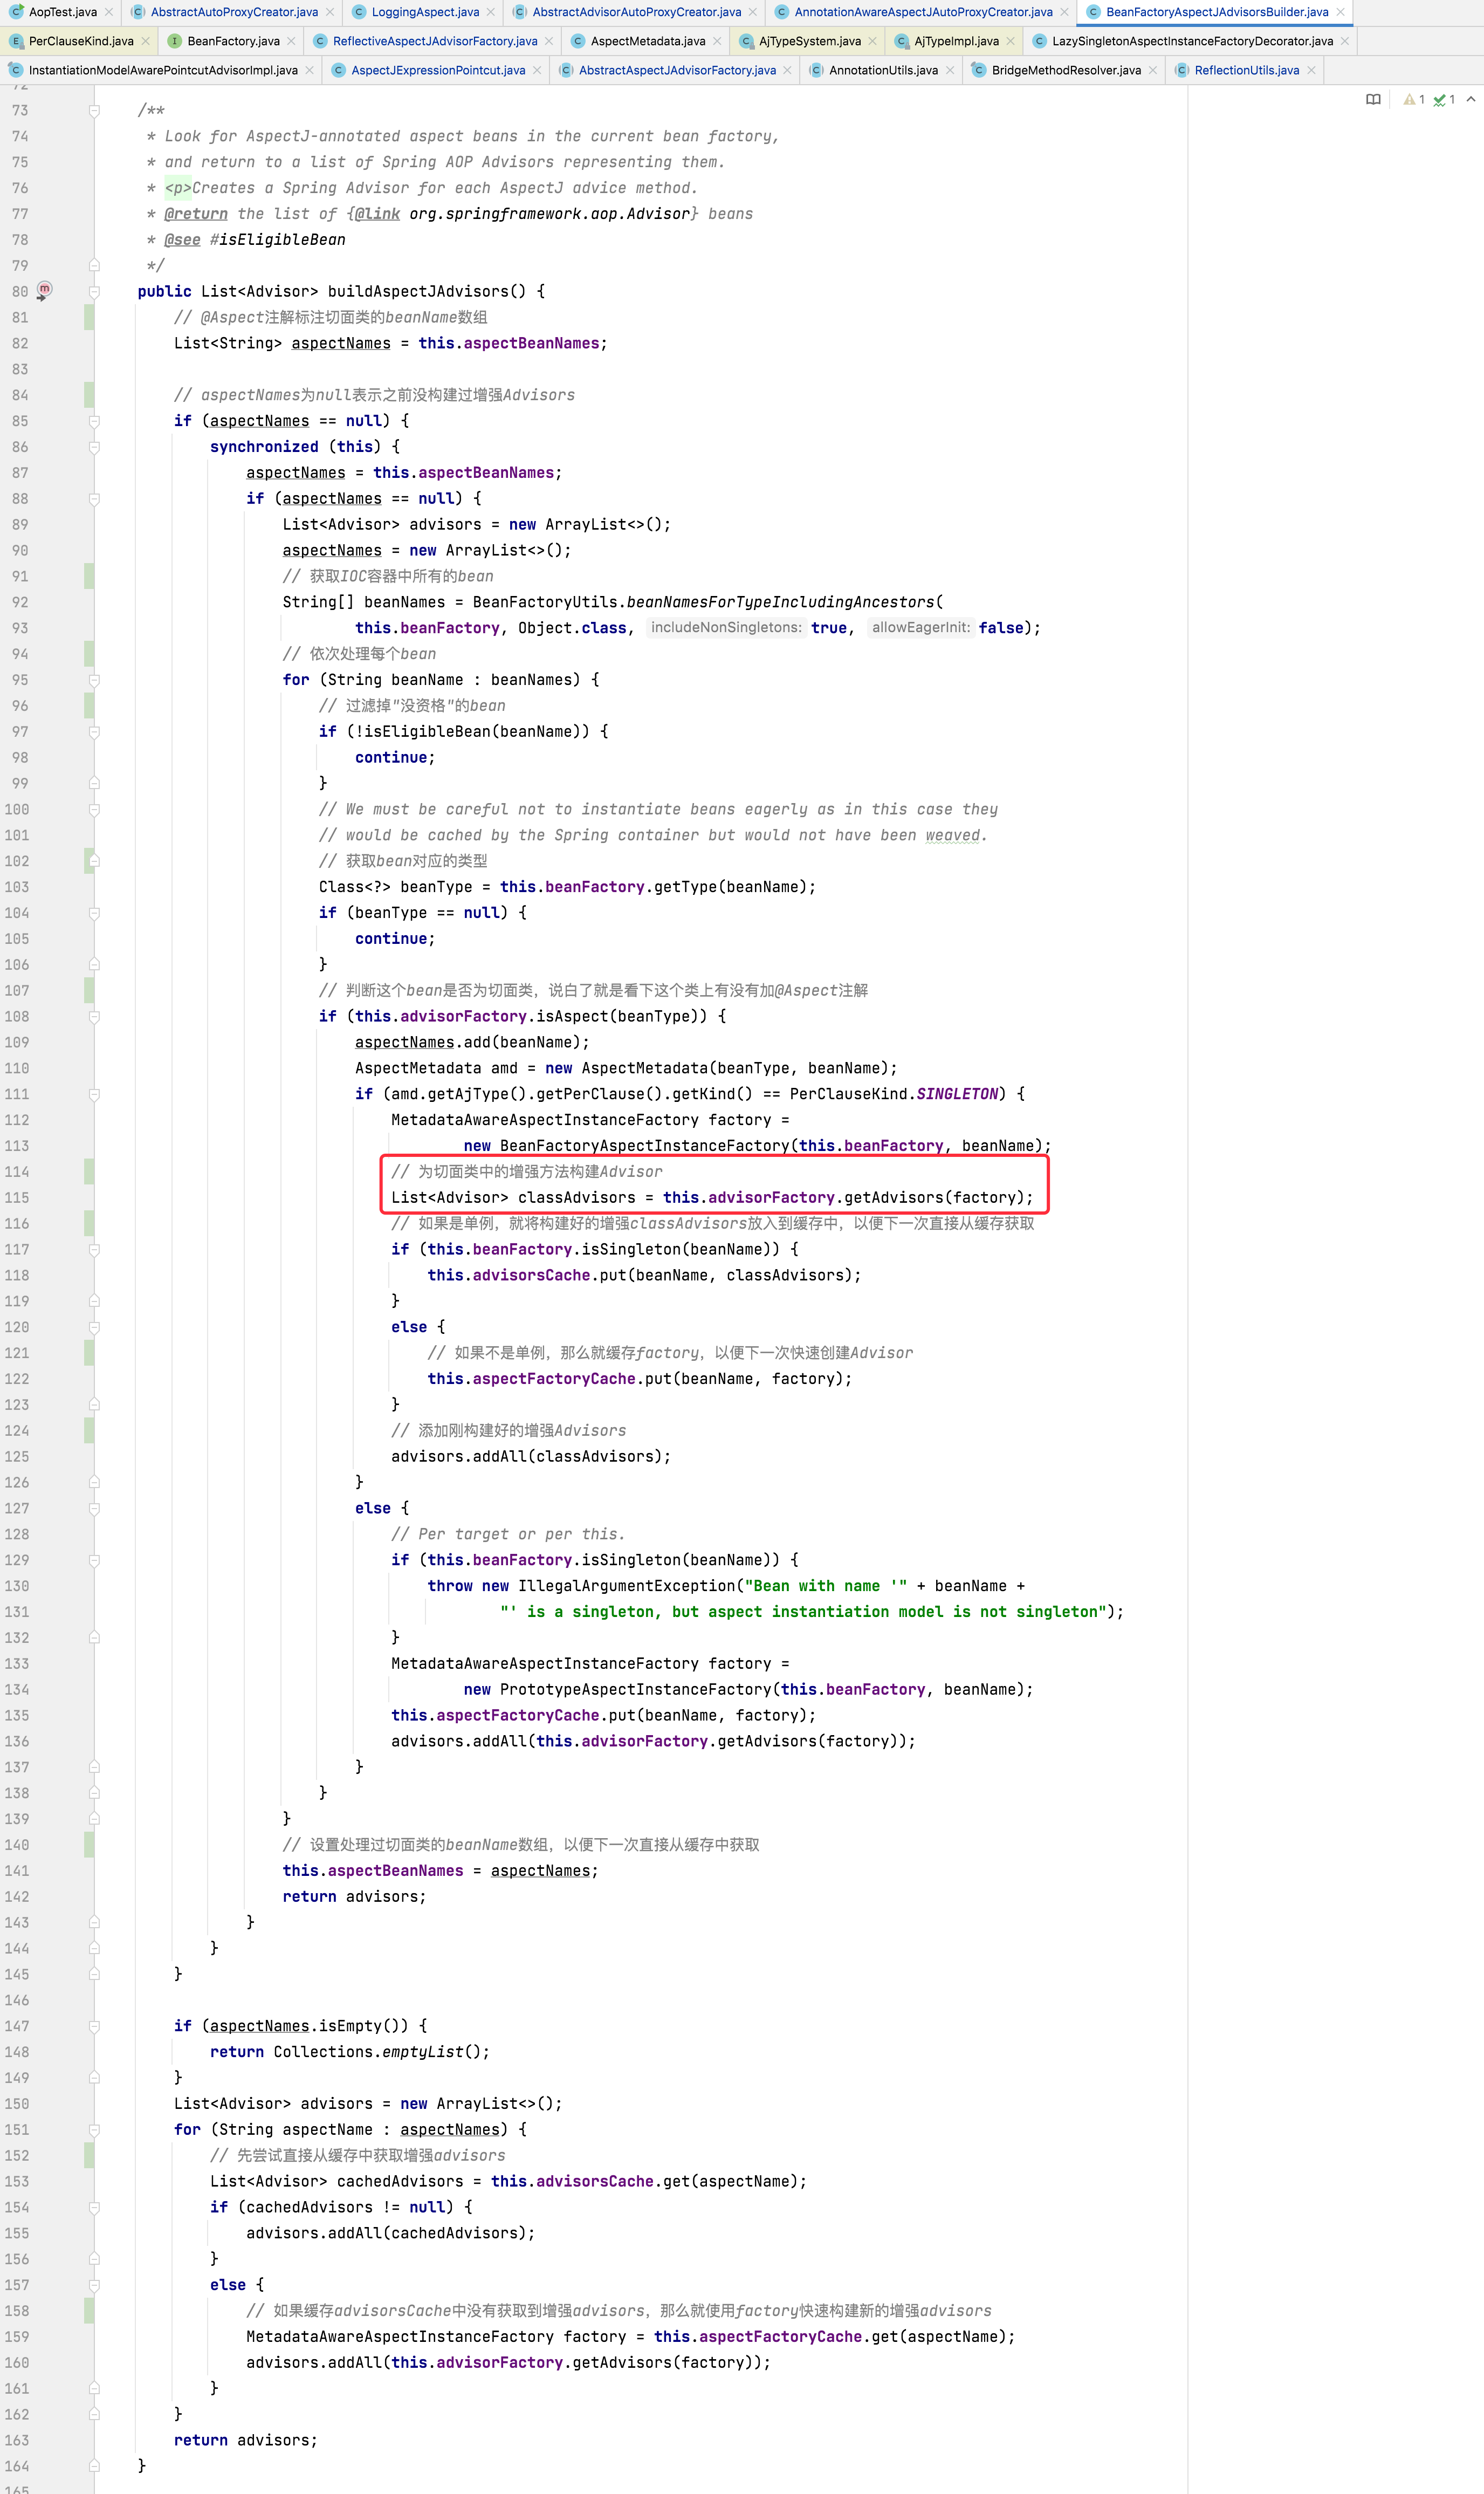 AopTest.java AbstractAutoProxyCreator.java LoggingAspect.java AbstractAdvisorAutoProxyCreator.java AnnotationAwareAspectJAutoProxyCreator.java BeanFactoryAspectJAdvisorsBuilder.java
PerClauseKind.java BeanFactory.java ReflectiveAspectJAdvisorFactory.java AspectMetadata.java AjTypeSystem.java AjTypeImpl.java LazySingletonAspectInstanceFactoryDecorator.java
InstantiationModelAwarePointcutAdvisorImpl.java AspectJExpressionPointcut.java AbstractAspectJAdvisorFactory.java AnnotationUtils.java BridgeMethodResolver.java ReflectionUtils.java
72
1 1
73 /**
74 * Look for AspectJ-annotated aspect beans in the current bean factory,
75 * and return to a list of Spring AOP Advisors representing them.
76 * <p>Creates a Spring Advisor for each AspectJ advice method.
77 * @return the list of {@link org.springframework.aop.Advisor} beans
78 * @see #isEligibleBean
79 */
80 public List<Advisor> buildAspectJAdvisors() {
81 // @Aspect注解标注切面类的beanName数组
82 List<String> aspectNames = this.aspectBeanNames;
83
84 // aspectNames为null表示之前没构建过增强Advisors
85 if (aspectNames == null) {
86 synchronized (this) {
87 aspectNames = this.aspectBeanNames;
88 if (aspectNames == null) {
89 List<Advisor> advisors = new ArrayList<>();
90 aspectNames = new ArrayList<>();
91 // 获取IOC容器中所有的bean
92 String[] beanNames = BeanFactoryUtils.beanNamesForTypeIncludingAncestors(
93 this.beanFactory, Object.class, includeNonSingletons: true, allowEagerInit: false);
94 // 依次处理每个bean
95 for (String beanName : beanNames) {
96 // 过滤掉"没资格"的bean
97 if (!isEligibleBean(beanName)) {
98 continue;
99 }
100 // We must be careful not to instantiate beans eagerly as in this case they
101 // would be cached by the Spring container but would not have been weaved.
102 // 获取bean对应的类型
103 Class<?> beanType = this.beanFactory.getType(beanName);
104 if (beanType == null) {
105 continue;
106 }
107 // 判断这个bean是否为切面类，说白了就是看下这个类上有没有加@Aspect注解
108 if (this.advisorFactory.isAspect(beanType)) {
109 aspectNames.add(beanName);
110 AspectMetadata amd = new AspectMetadata(beanType, beanName);
111 if (amd.getAjType().getPerClause().getKind() == PerClauseKind.SINGLETON) {
112 MetadataAwareAspectInstanceFactory factory =
113 new BeanFactoryAspectInstanceFactory(this.beanFactory, beanName);
114 // 为切面类中的增强方法构建Advisor
115 List<Advisor> classAdvisors = this.advisorFactory.getAdvisors(factory);
116 // 如果是单例，就将构建好的增强classAdvisors放入到缓存中，以便下一次直接从缓存获取
117 if (this.beanFactory.isSingleton(beanName)) {
118 this.advisorsCache.put(beanName, classAdvisors);
119 }
120 else {
121 // 如果不是单例，那么就缓存factory，以便下一次快速创建Advisor
122 this.aspectFactoryCache.put(beanName, factory);
123 }
124 // 添加刚构建好的增强Advisors
125 advisors.addAll(classAdvisors);
126 }
127 else {
128 // Per target or per this.
129 if (this.beanFactory.isSingleton(beanName)) {
130 throw new IllegalArgumentException("Bean with name '" + beanName +
131 "' is a singleton, but aspect instantiation model is not singleton");
132 }
133 MetadataAwareAspectInstanceFactory factory =
134 new PrototypeAspectInstanceFactory(this.beanFactory, beanName);
135 this.aspectFactoryCache.put(beanName, factory);
136 advisors.addAll(this.advisorFactory.getAdvisors(factory));
137 }
138 }
139 }
140 // 设置处理过切面类的beanName数组，以便下一次直接从缓存中获取
141 this.aspectBeanNames = aspectNames;
142 return advisors;
143 }
144 }
145 }
146
147 if (aspectNames.isEmpty()) {
148 return Collections.emptyList();
149 }
150 List<Advisor> advisors = new ArrayList<>();
151 for (String aspectName : aspectNames) {
152 // 先尝试直接从缓存中获取增强advisors
153 List<Advisor> cachedAdvisors = this.advisorsCache.get(aspectName);
154 if (cachedAdvisors != null) {
155 advisors.addAll(cachedAdvisors);
156 }
157 else {
158 // 如果缓存advisorsCache中没有获取到增强advisors，那么就使用factory快速构建新的增强advisors
159 MetadataAwareAspectInstanceFactory factory = this.aspectFactoryCache.get(aspectName);
160 advisors.addAll(this.advisorFactory.getAdvisors(factory));
161 }
162 }
163 return advisors;
164 }
165